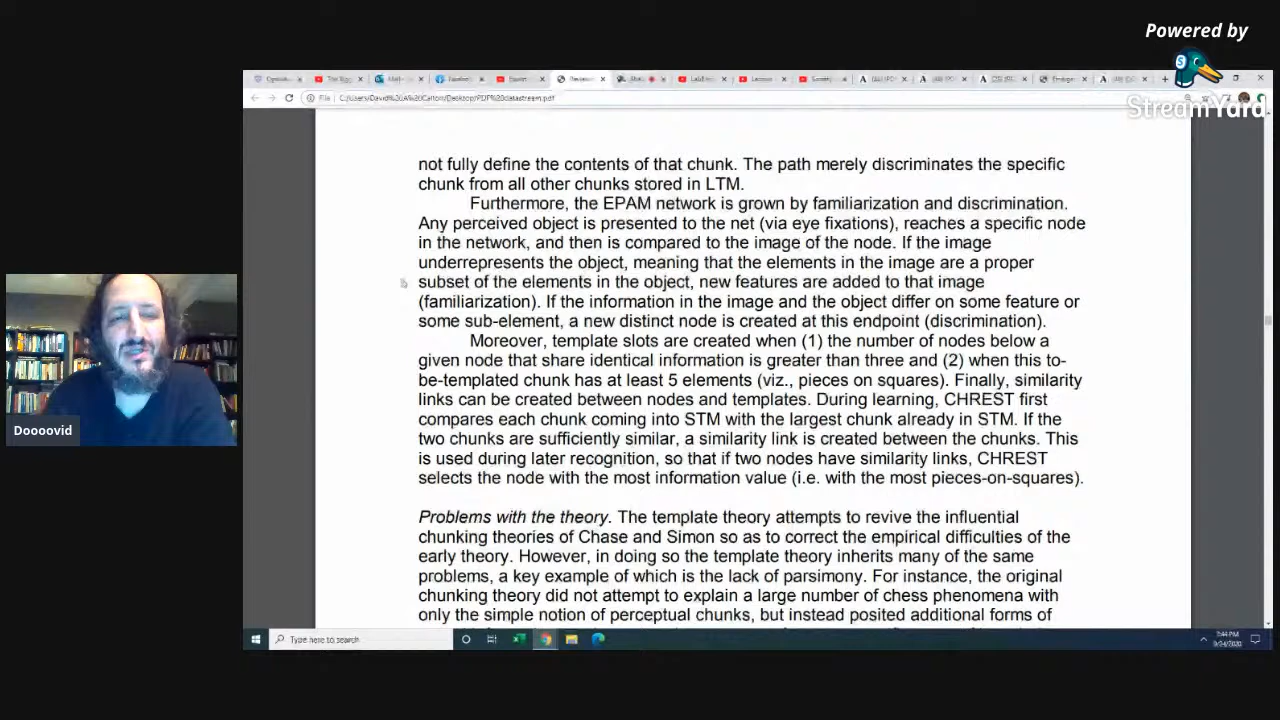 Powered by
StreamYard
File
C:/Users/David%20A%20Carlton/Desktop/PDF%20datastream.pdf
not fully define the contents of that chunk. The path merely discriminates the specific
chunk from all other chunks stored in LTM.
Furthermore, the EPAM network is grown by familiarization and discrimination.
Any perceived object is presented to the net (via eye fixations), reaches a specific node
in the network, and then is compared to the image of the node. If the image
underrepresents the object, meaning that the elements in the image are a proper
subset of the elements in the object, new features are added to that image
(familiarization). If the information in the image and the object differ on some feature or
some sub-element, a new distinct node is created at this endpoint (discrimination).
Moreover, template slots are created when (1) the number of nodes below a
given node that share identical information is greater than three and (2) when this to-
be-templated chunk has at least 5 elements (viz., pieces on squares). Finally, similarity
links can be created between nodes and templates. During learning, CHREST first
compares each chunk coming into STM with the largest chunk already in STM. If the
two chunks are sufficiently similar, a similarity link is created between the chunks. This
is used during later recognition, so that if two nodes have similarity links, CHREST
selects the node with the most information value (i.e. with the most pieces-on-squares).
Problems with the theory. The template theory attempts to revive the influential
chunking theories of Chase and Simon so as to correct the empirical difficulties of the
early theory. However, in doing so the template theory inherits many of the same
problems, a key example of which is the lack of parsimony. For instance, the original
chunking theory did not attempt to explain a large number of chess phenomena with
only the simple notion of perceptual chunks, but instead posited additional forms of
Doooovid
Type here to search
7:44 PM
9/24/2020